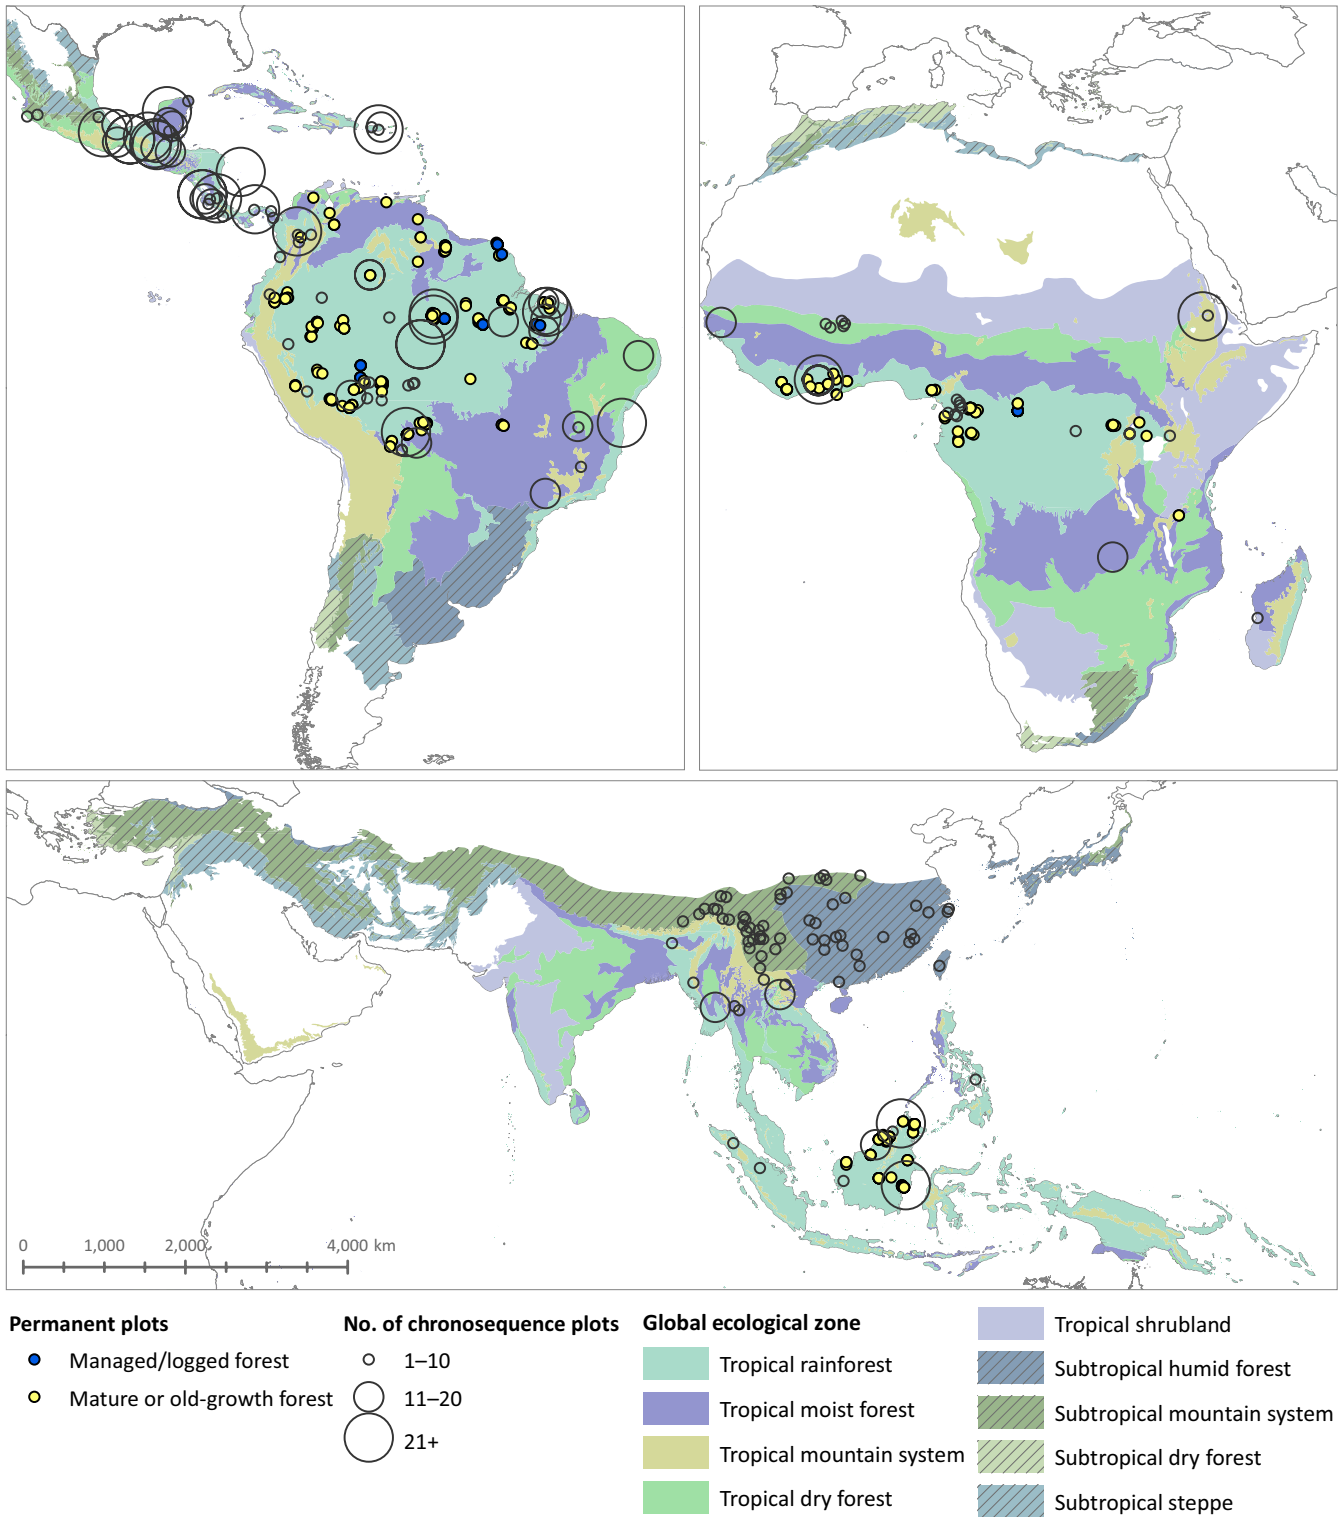 0 1,000 2,000 4,000 km
Permanent plots
Managed/logged forest
Mature or old-growth forest
No. of chronosequence plots
1–10
11–20
21+
Global ecological zone
Tropical rainforest
Tropical moist forest
Tropical mountain system
Tropical dry forest
Tropical shrubland
Subtropical humid forest
Subtropical mountain system
Subtropical dry forest
Subtropical steppe